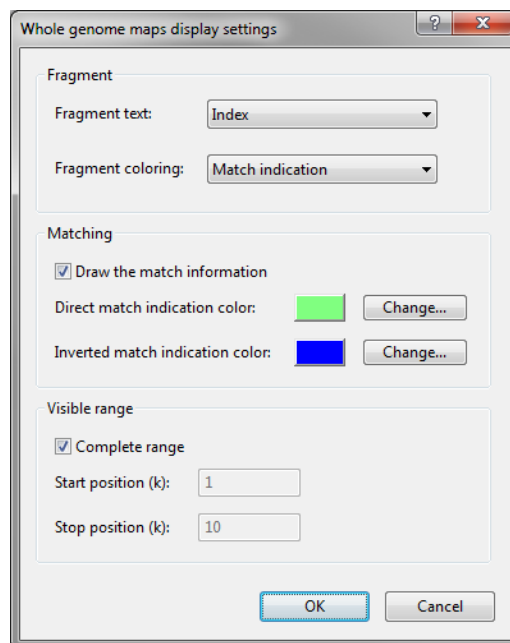 Whole genome maps display settings
?
X
Fragment
Fragment text: Index
Fragment coloring: Match indication
Matching
Draw the match information
Direct match indication color: Change...
Inverted match indication color: Change...
Visible range
Complete range
Start position (k): 1
Stop position (k): 10
OK Cancel